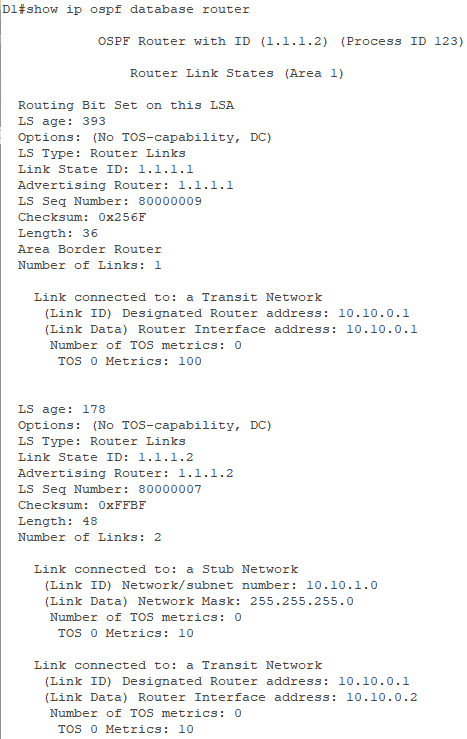 D1#show ip ospf database router
OSPF Router with ID (1.1.1.2) (Process ID 123)
Router Link States (Area 1)
Routing Bit Set on this LSA
LS age: 393
Options: (No TOS-capability, DC)
LS Type: Router Links
Link State ID: 1.1.1.1
Advertising Router: 1.1.1.1
LS Seq Number: 80000009
Checksum: 0x256F
Length: 36
Area Border Router
Number of Links: 1
Link connected to: a Transit Network
(Link ID) Designated Router address: 10.10.0.1
(Link Data) Router Interface address: 10.10.0.1
Number of TOS metrics: 0
TOS 0 Metrics: 100
LS age: 178
Options: (No TOS-capability, DC)
LS Type: Router Links
Link State ID: 1.1.1.2
Advertising Router: 1.1.1.2
LS Seq Number: 80000007
Checksum: 0xFFBF
Length: 48
Number of Links: 2
Link connected to: a Stub Network
(Link ID) Network/subnet number: 10.10.1.0
(Link Data) Network Mask: 255.255.255.0
Number of TOS metrics: 0
TOS 0 Metrics: 10
Link connected to: a Transit Network
(Link ID) Designated Router address: 10.10.0.1
(Link Data) Router Interface address: 10.10.0.2
Number of TOS metrics: 0
TOS 0 Metrics: 10